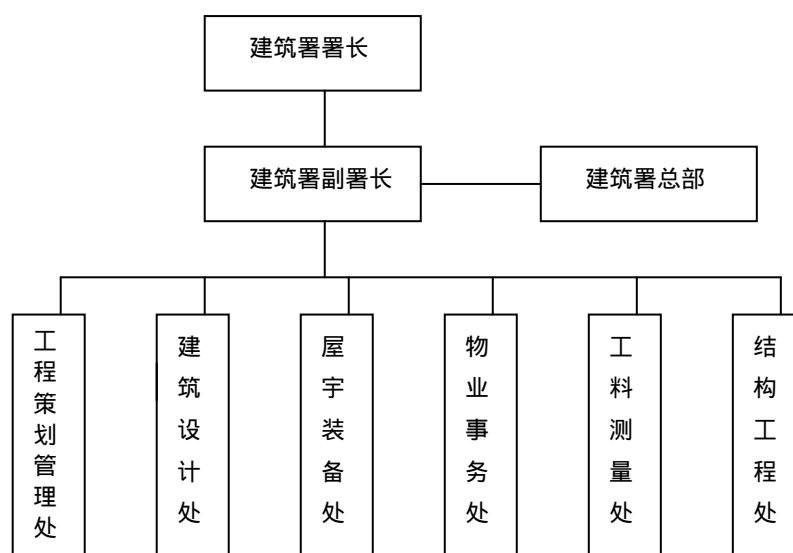 建筑署署长
建筑署副署长
建筑署总部
工程策划管理处
建筑设计处
屋宇装备处
物业事务处
工料测量处
结构工程处